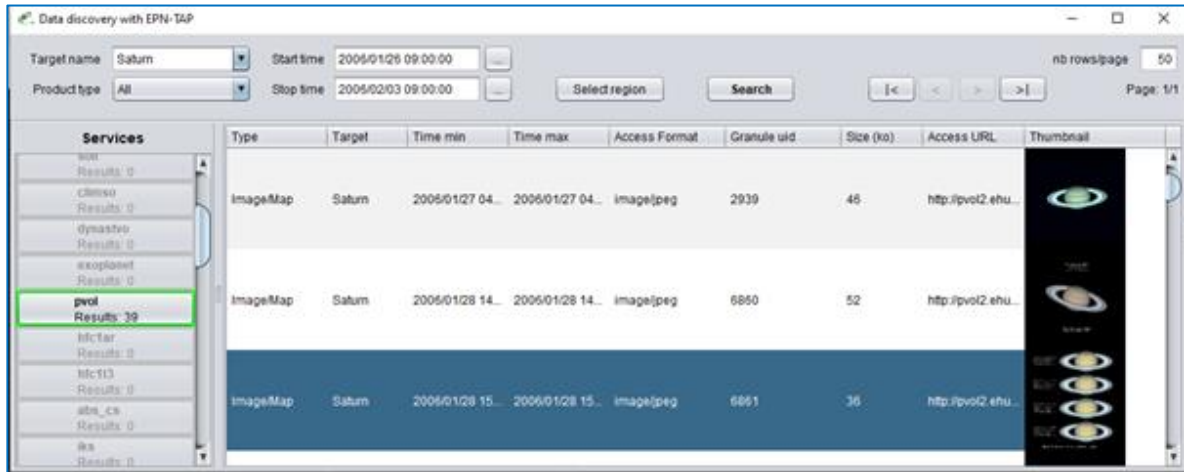 Data discovery with EPN-TAP
Target name Saturn Start time 2006/01/26 09:00:00 ... nb rows/page 50
Product type All Stop time 2006/02/03 09:00:00 ... Select region Search |< < > >| Page: 1/1
Services Type Target Time min Time max Access Format Granule uid Size (ko) Access URL Thumbnail
Results: 0
climso
Results: 0
dynastvo
Results: 0
exoplanet
Results: 0
pvol
Results: 39
hfc1ar
Results: 0
hfc1t3
Results: 0
abs_cs
Results: 0
iks
Results: 0
Image/Map Saturn 2006/01/27 04... 2006/01/27 04... image/jpeg 2939 46 http://pvol2.ehu...
Image/Map Saturn 2006/01/28 14... 2006/01/28 14... image/jpeg 6860 52 http://pvol2.ehu...
Image/Map Saturn 2006/01/28 15... 2006/01/28 15... image/jpeg 6861 36 http://pvol2.ehu...